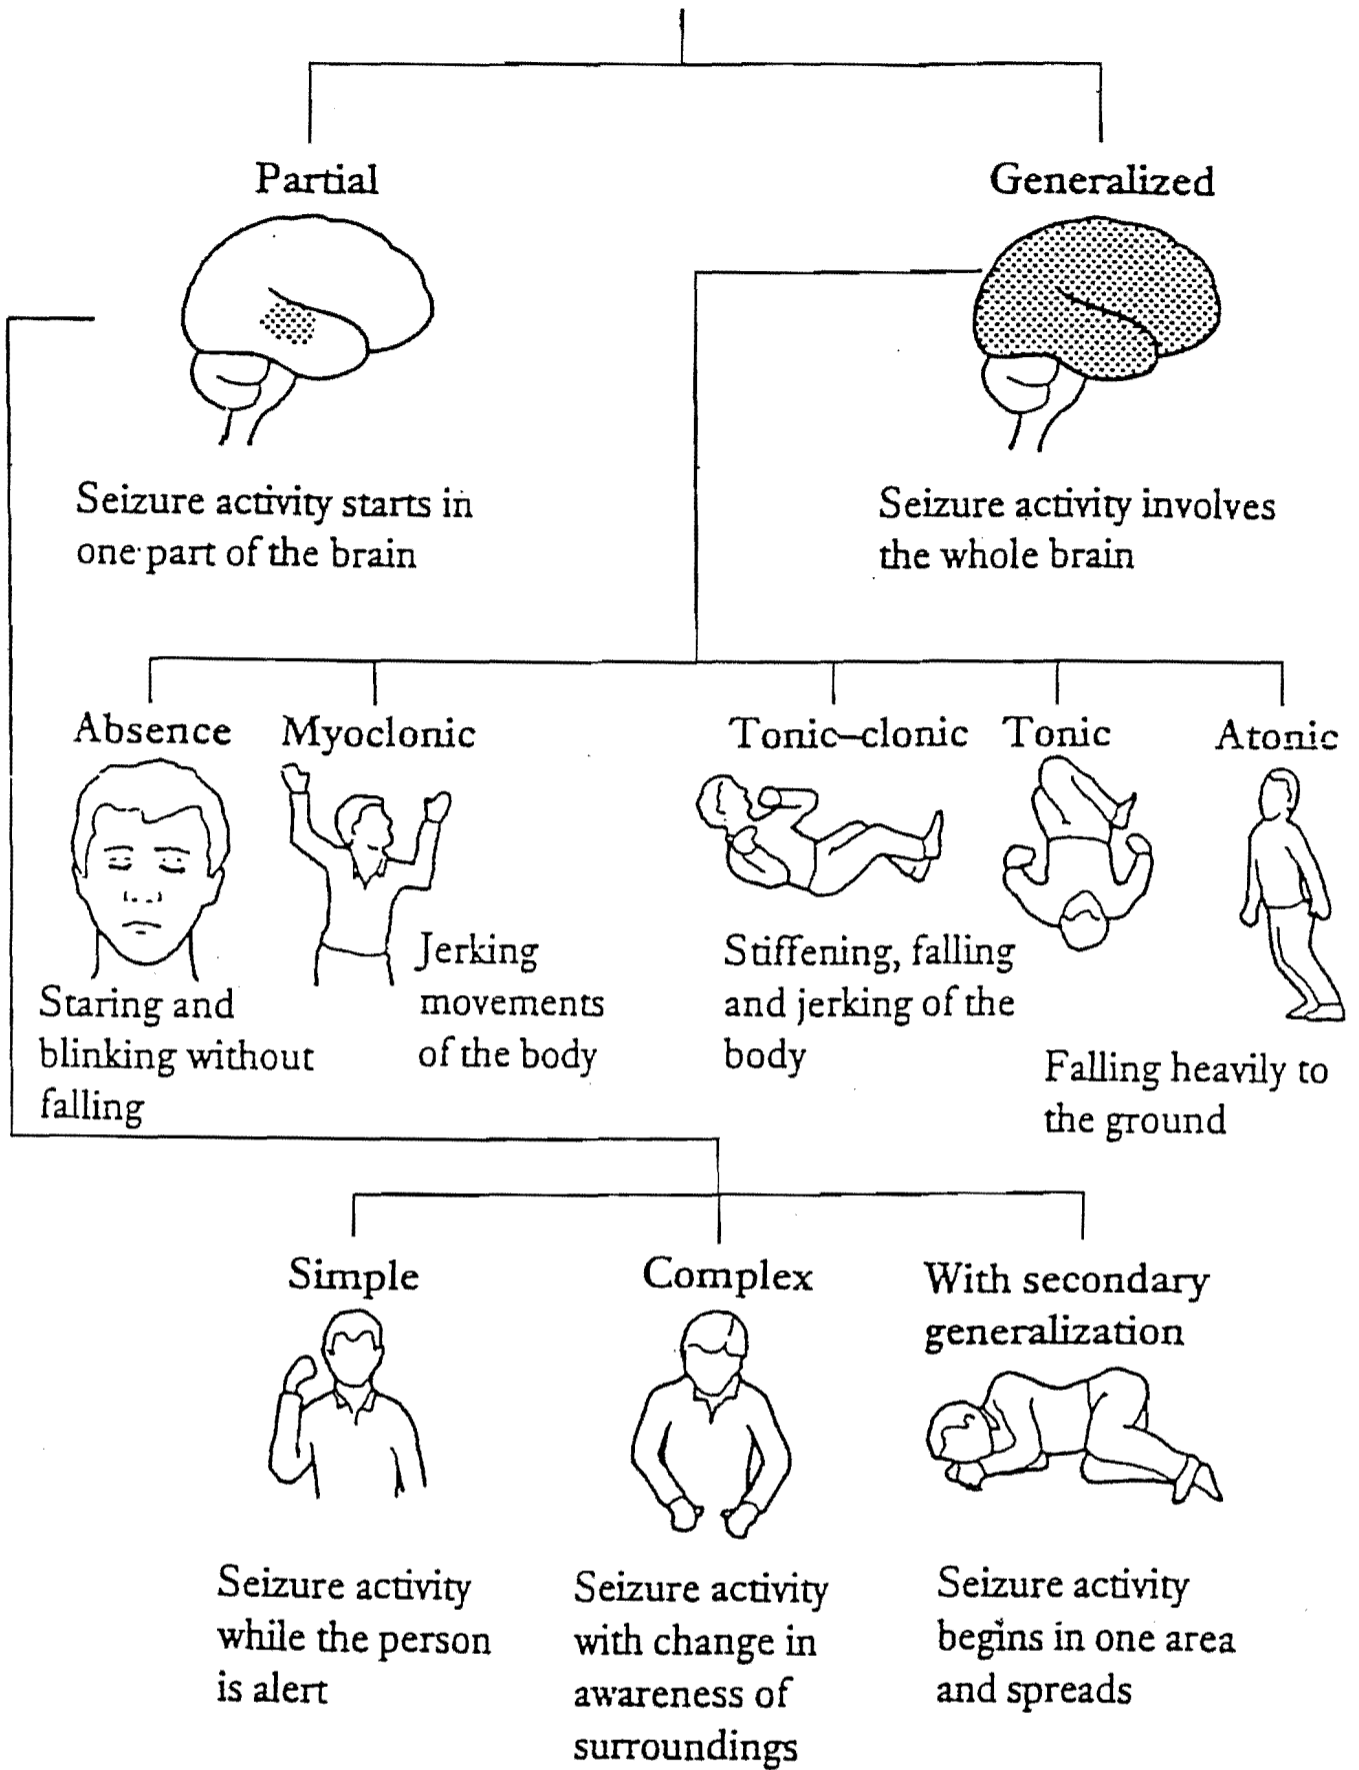 Partial
Generalized
Seizure activity starts in
one part of the brain
Seizure activity involves
the whole brain
Absence
Myoclonic
Tonic–clonic
Tonic
Atonic
Staring and
blinking without
falling
Jerking
movements
of the body
Stiffening, falling
and jerking of the
body
Falling heavily to
the ground
Simple
Complex
With secondary
generalization
Seizure activity
while the person
is alert
Seizure activity
with change in
awareness of
surroundings
Seizure activity
begins in one area
and spreads